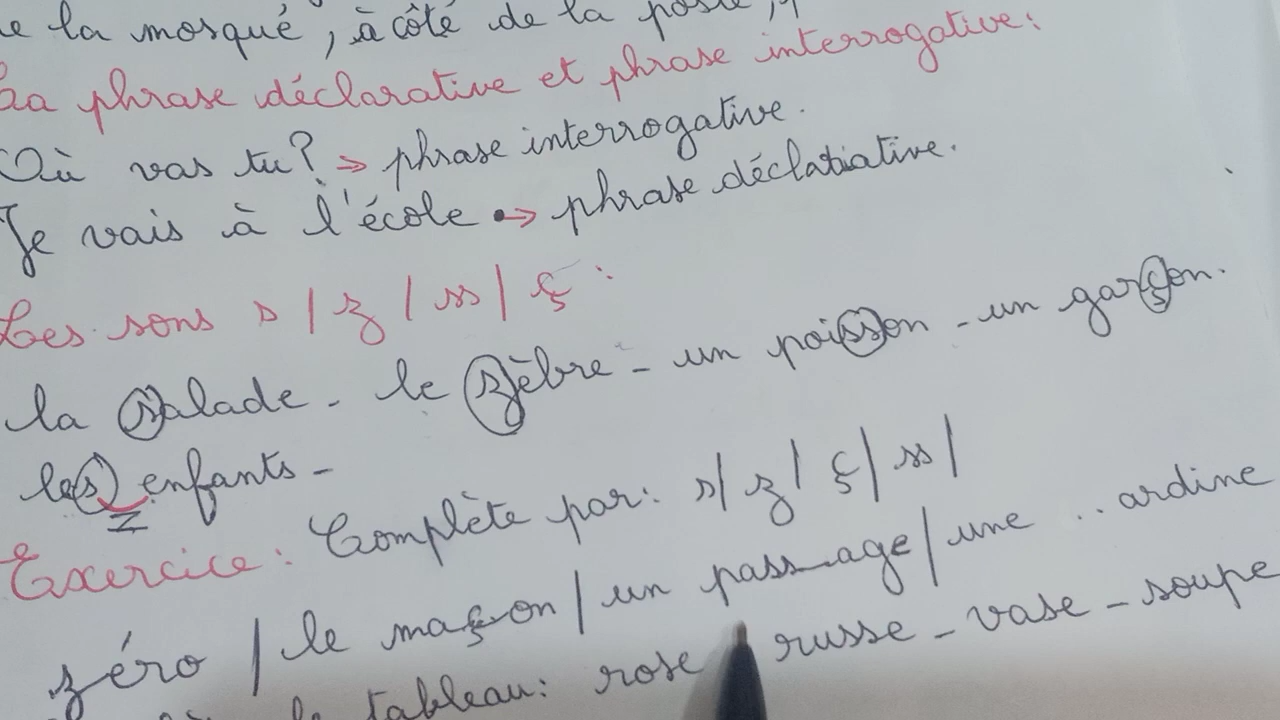 la mosqué, à côté de la poste,
La phrase déclarative et phrase interrogative:
Où vas tu? → phrase interrogative.
Je vais à l'école • → phrase déclatiative.
Les sons s / z / ss / ç :
la salade - le zèbre - un poisson - un garçon.
les enfants -
z
Exercice: Complète par: s / z / ç / ss /
zéro / le maçon / un passage / une .. ardine
le tableau: rose russe - vase - soupe